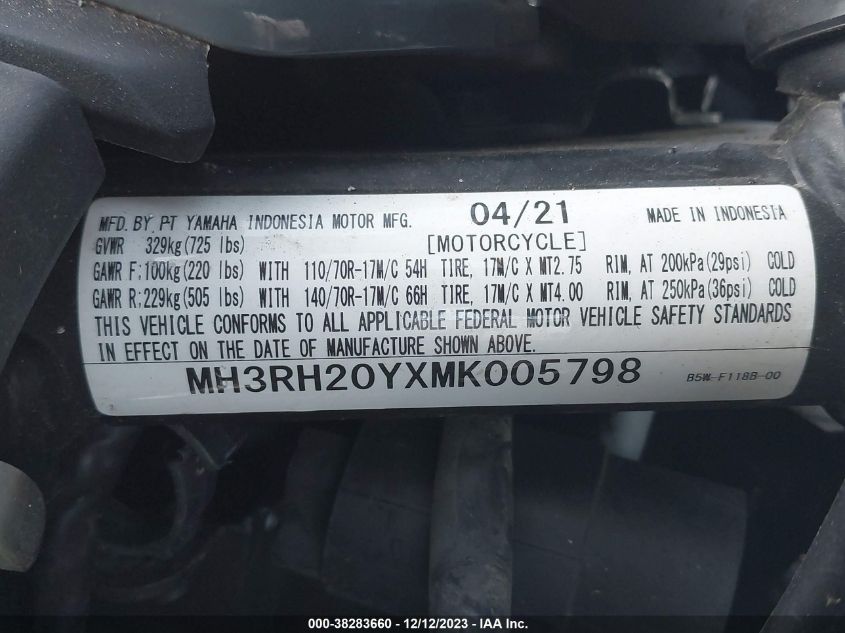 MFD. BY PT YAMAHA INDONESIA MOTOR MFG. 04/21 MADE IN INDONESIA
GVWR 329kg(725 lbs) [MOTORCYCLE]
GAWR F:100kg(220 lbs) WITH 110/70R-17M/C 54H TIRE, 17M/C X MT2.75 RIM, AT 200kPa(29psi) COLD
GAWR R:229kg(505 lbs) WITH 140/70R-17M/C 66H TIRE, 17M/C X MT4.00 RIM, AT 250kPa(36psi) COLD
THIS VEHICLE CONFORMS TO ALL APPLICABLE FEDERAL MOTOR VEHICLE SAFETY STANDARDS
IN EFFECT ON THE DATE OF MANUFACTURE SHOWN ABOVE.
MH3RH20YXMK005798 B5W-F118B-00
000-38283660 - 12/12/2023 - IAA Inc.